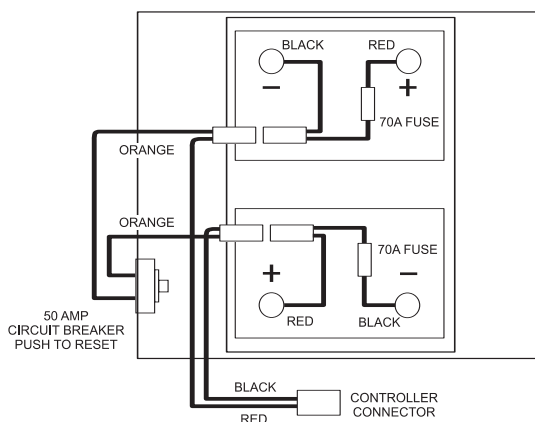 BLACK
RED
−
+
70A FUSE
ORANGE
ORANGE
70A FUSE
+
−
RED
BLACK
50 AMP
CIRCUIT BREAKER
PUSH TO RESET
BLACK
RED
CONTROLLER
CONNECTOR